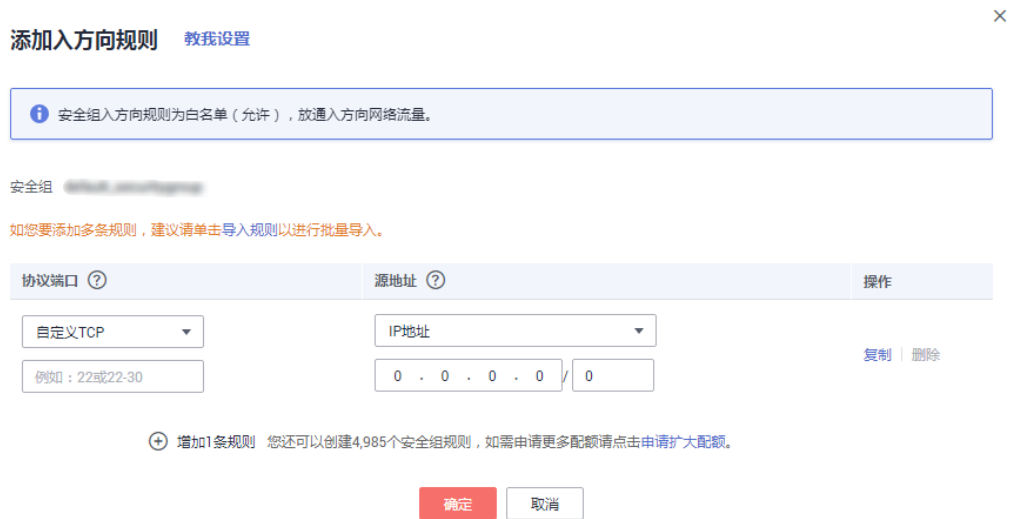 添加入方向规则 教我设置
安全组入方向规则为白名单（允许），放通入方向网络流量。
安全组
如您要添加多条规则，建议请单击导入规则以进行批量导入。
协议端口 源地址 操作
自定义TCP IP地址
复制 删除
例如：22或22-30 0 . 0 . 0 . 0 / 0
增加1条规则 您还可以创建4,985个安全组规则，如需申请更多配额请点击申请扩大配额。
确定 取消